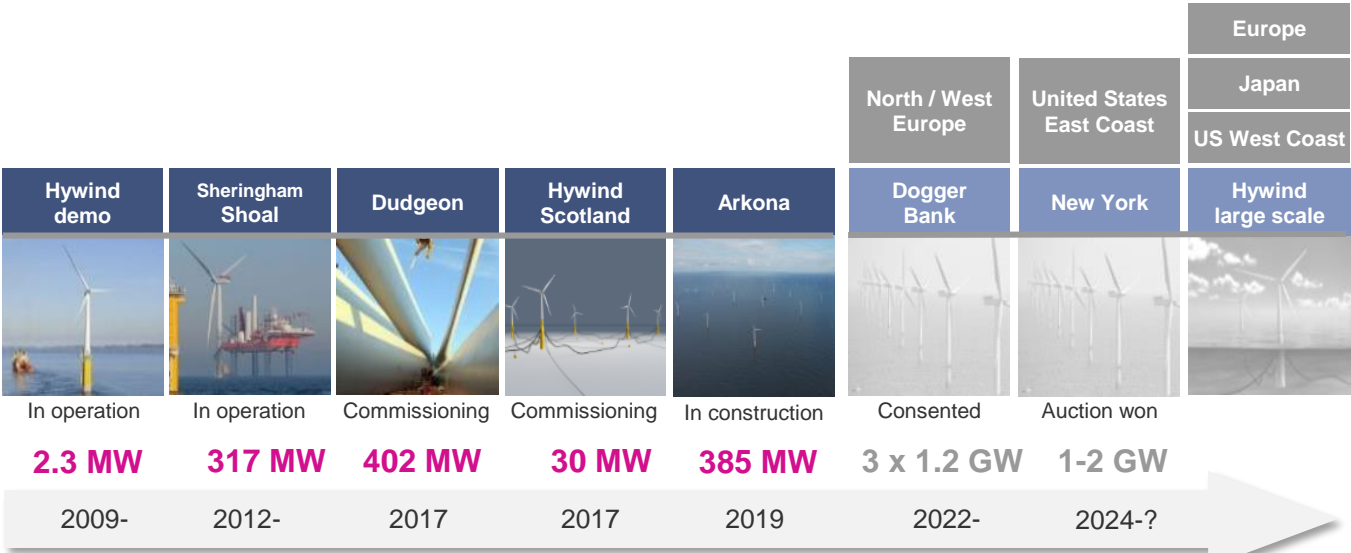 Europe
Japan
US West Coast
North / West
Europe
United States
East Coast
Hywind
demo
Sheringham
Shoal
Dudgeon
Hywind
Scotland
Arkona
Dogger
Bank
New York
Hywind
large scale
In operation
In operation
Commissioning
Commissioning
In construction
Consented
Auction won
2.3 MW
317 MW
402 MW
30 MW
385 MW
3 x 1.2 GW
1-2 GW
2009-
2012-
2017
2017
2019
2022-
2024-?